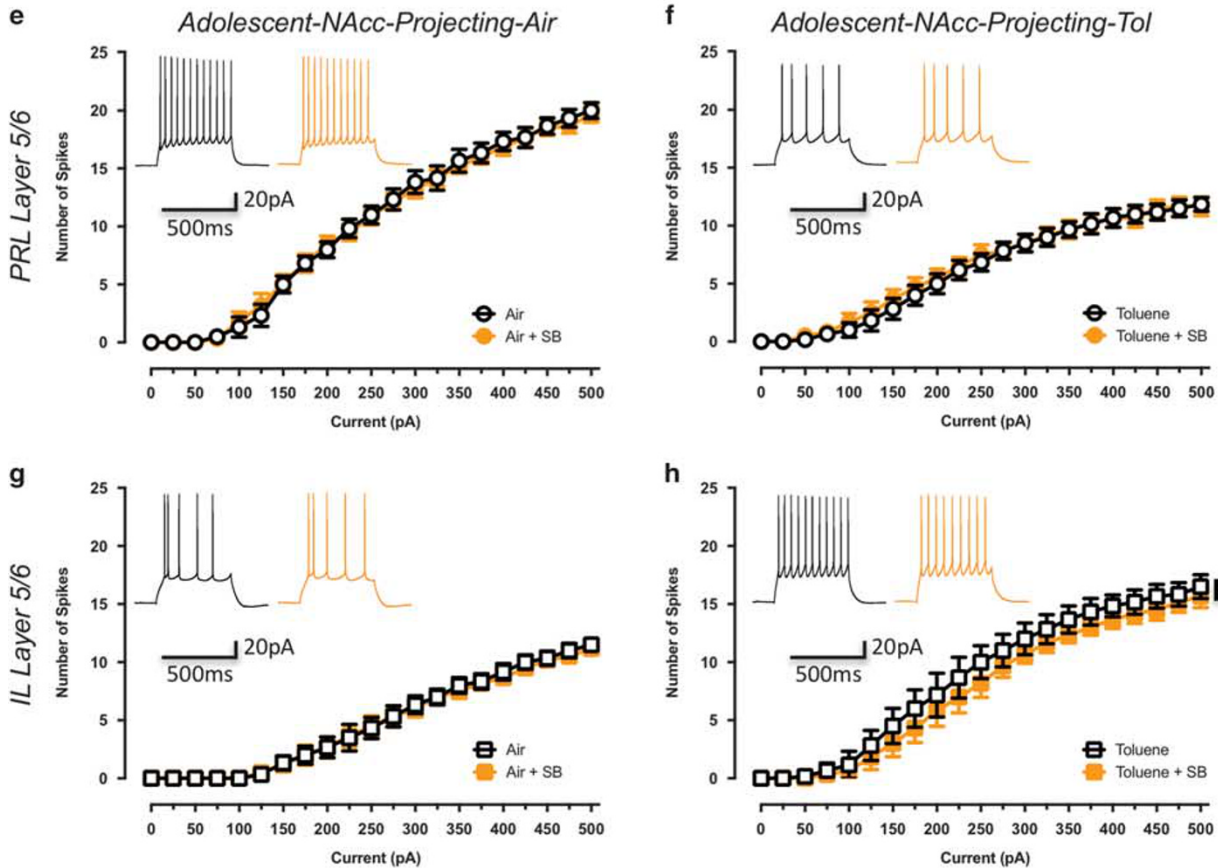 e
Adolescent-NAcc-Projecting-Air
f
Adolescent-NAcc-Projecting-Tol
PRL Layer 5/6
Number of Spikes
25
20
15
10
5
0
20pA
500ms
Air
Air + SB
0 50 100 150 200 250 300 350 400 450 500
Current (pA)
Number of Spikes
25
20
15
10
5
0
20pA
500ms
Toluene
Toluene + SB
0 50 100 150 200 250 300 350 400 450 500
Current (pA)
g
h
IL Layer 5/6
Number of Spikes
25
20
15
10
5
0
20pA
500ms
Air
Air + SB
0 50 100 150 200 250 300 350 400 450 500
Current (pA)
Number of Spikes
25
20
15
10
5
0
20pA
500ms
Toluene
Toluene + SB
0 50 100 150 200 250 300 350 400 450 500
Current (pA)